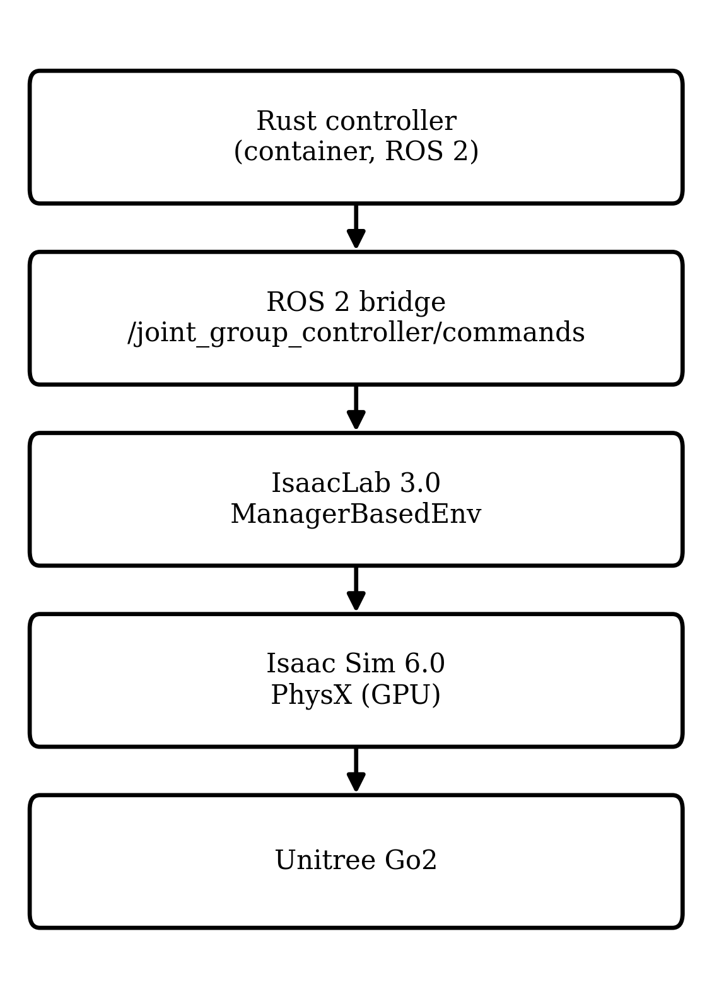 Rust controller
(container, ROS 2)
ROS 2 bridge
/joint_group_controller/commands
IsaacLab 3.0
ManagerBasedEnv
Isaac Sim 6.0
PhysX (GPU)
Unitree Go2